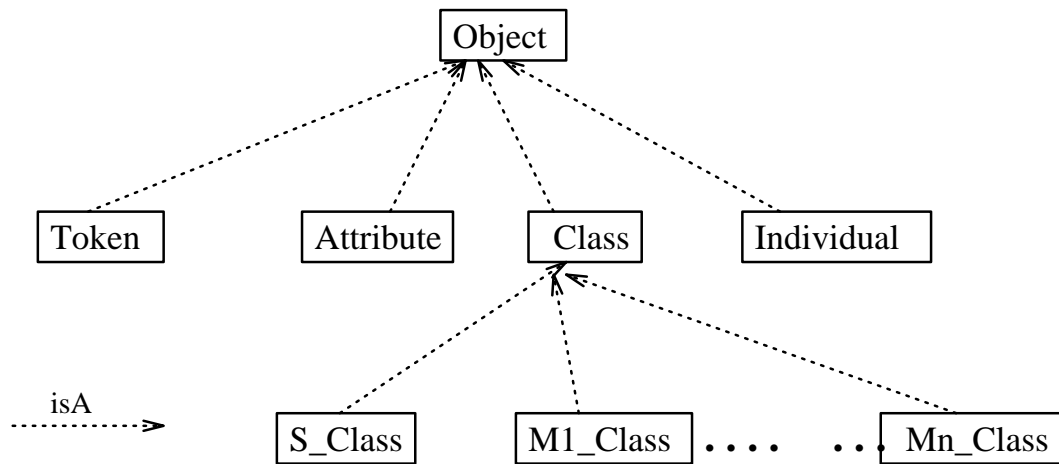 Object
Token Attribute Class Individual
isA
S_Class M1_Class . . . . . . . Mn_Class